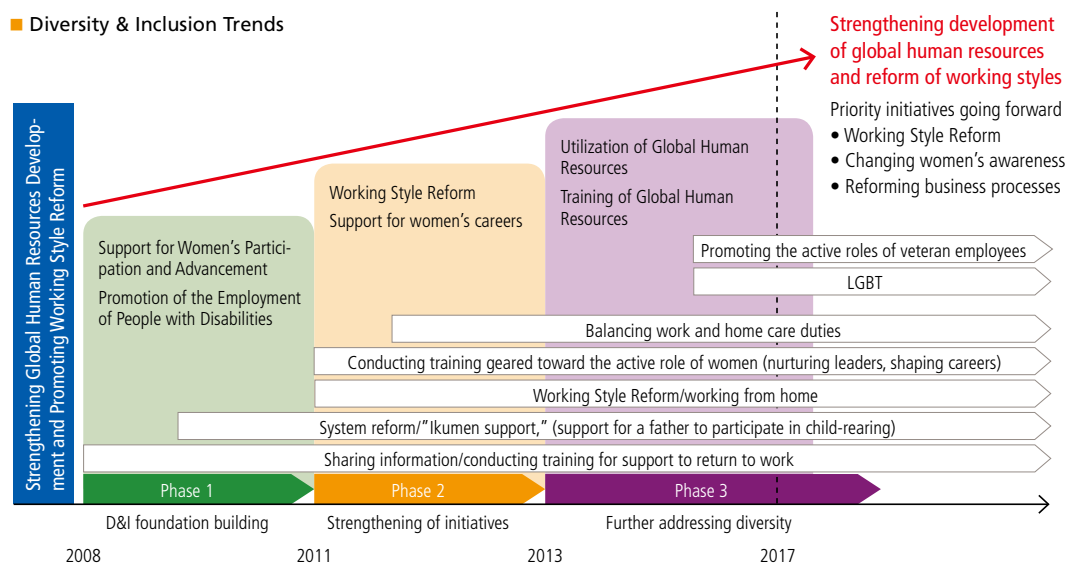 ■ Diversity & Inclusion Trends
Strengthening development
of global human resources
and reform of working styles
Priority initiatives going forward
• Working Style Reform
• Changing women's awareness
• Reforming business processes
Strengthening Global Human Resources Develop-
ment and Promoting Working Style Reform
Support for Women's Partici-
pation and Advancement
Promotion of the Employment
of People with Disabilities
Working Style Reform
Support for women's careers
Utilization of Global Human
Resources
Training of Global Human
Resources
Promoting the active roles of veteran employees
LGBT
Balancing work and home care duties
Conducting training geared toward the active role of women (nurturing leaders, shaping careers)
Working Style Reform/working from home
System reform/"Ikumen support," (support for a father to participate in child-rearing)
Sharing information/conducting training for support to return to work
Phase 1
Phase 2
Phase 3
D&I foundation building
Strengthening of initiatives
Further addressing diversity
2008
2011
2013
2017